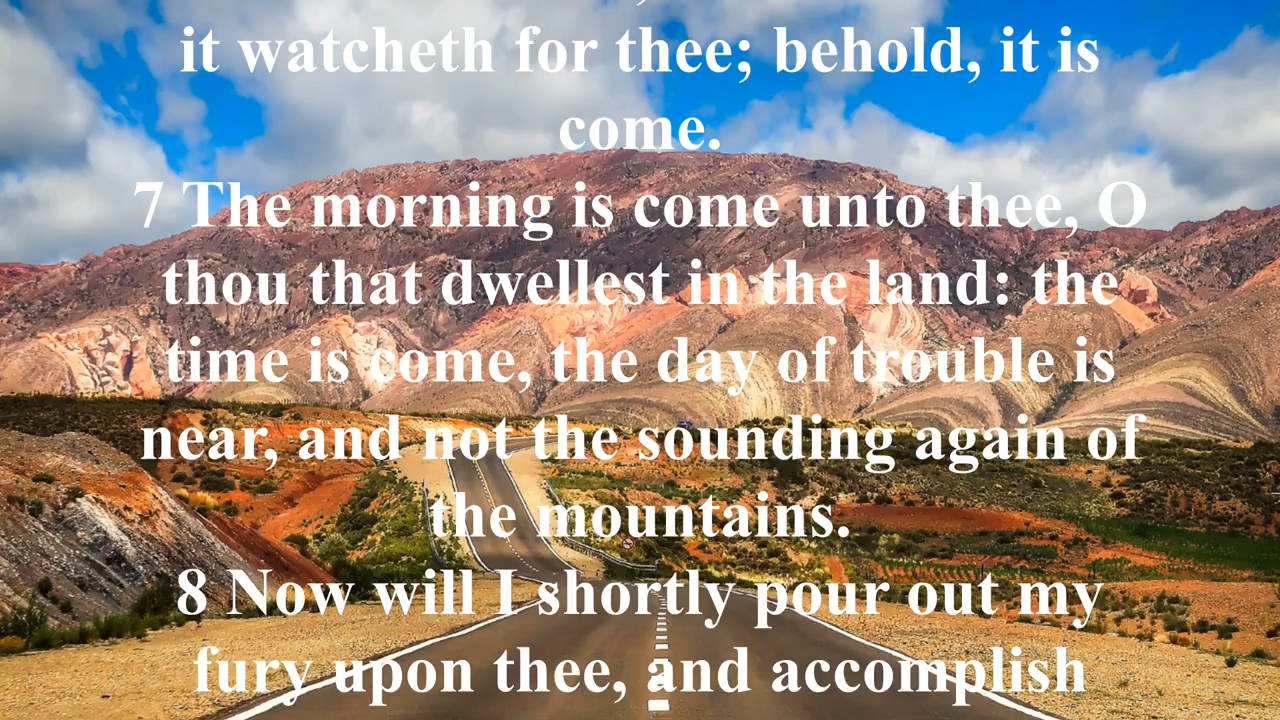 it watcheth for thee; behold, it is
come.
7 The morning is come unto thee, O
thou that dwellest in the land: the
time is come, the day of trouble is
near, and not the sounding again of
the mountains.
8 Now will I shortly pour out my
fury upon thee, and accomplish